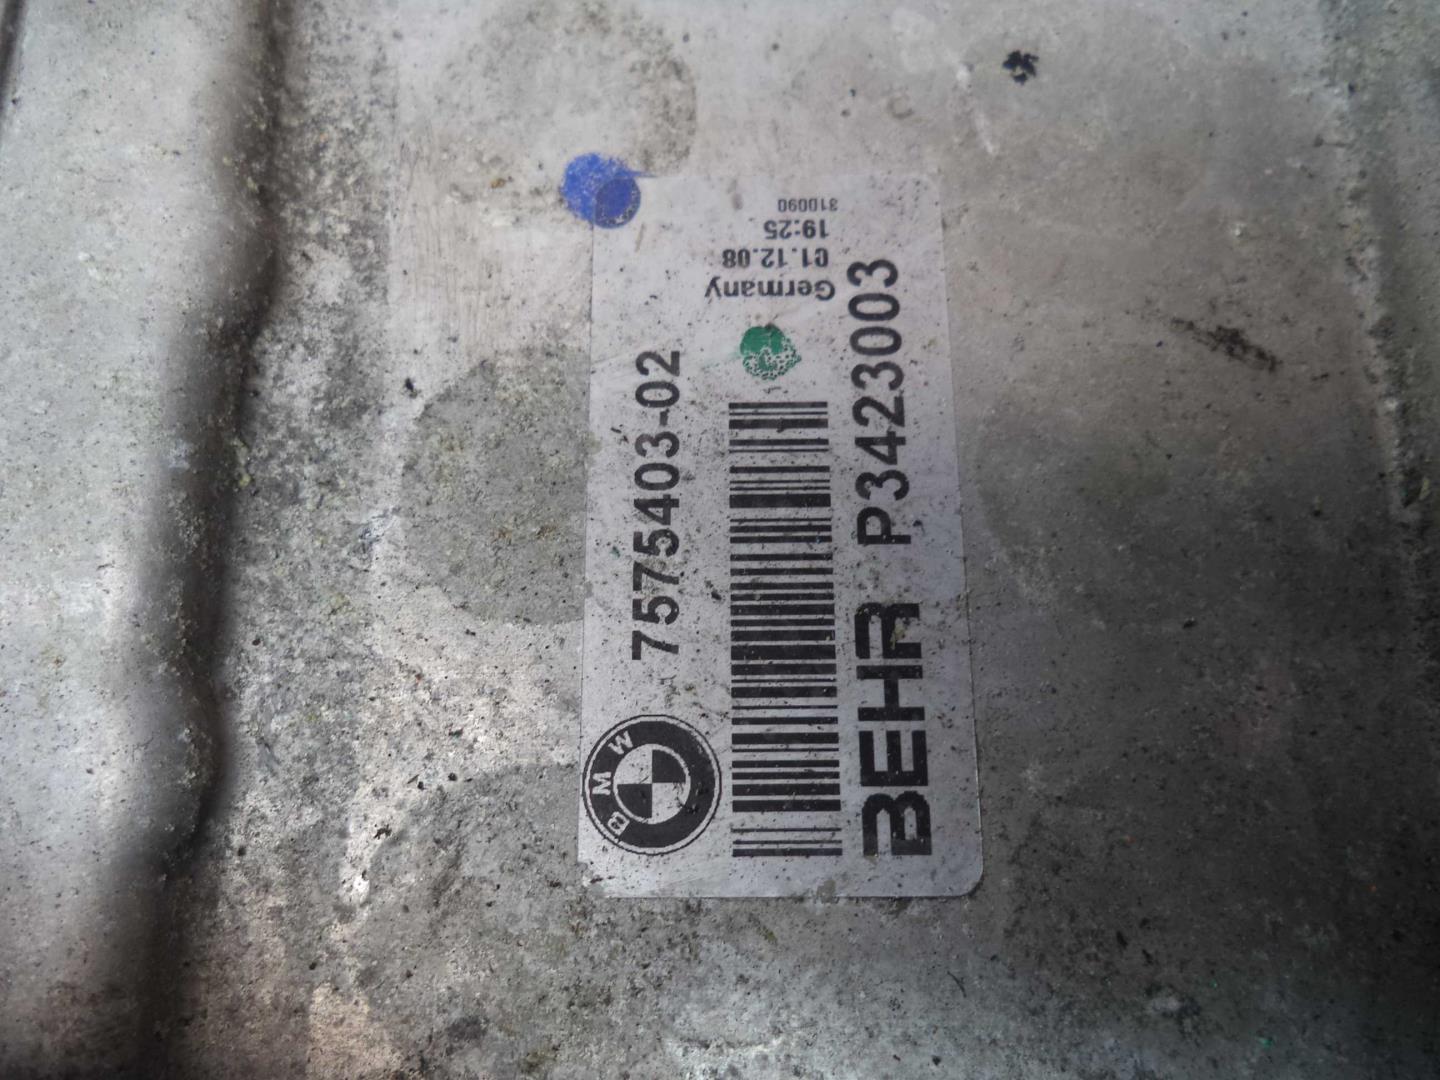 BMW
7575403-02
BEHR P3423003
Germany
01.12.08
19:25
310090